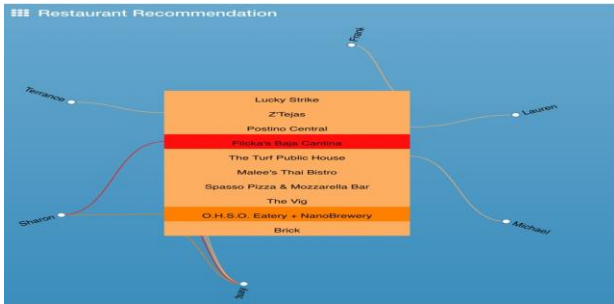 Restaurant Recommendation
Frank
Terrance
Lauren
Lucky Strike
Z'Tejas
Postino Central
Flicka's Baja Cantina
The Turf Public House
Malee's Thai Bistro
Spasso Pizza & Mozzarella Bar
The Vig
O.H.S.O. Eatery + NanoBrewery
Brick
Sharon
Michael